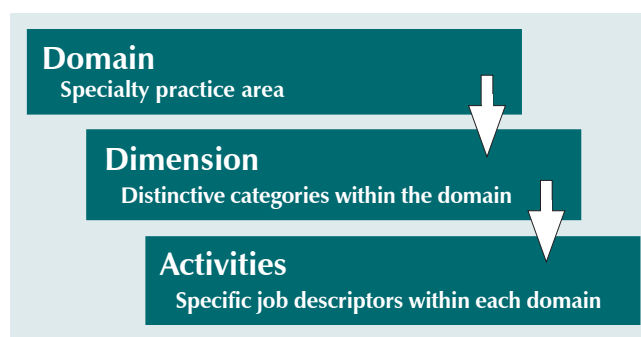 Domain
Specialty practice area
Dimension
Distinctive categories within the domain
Activities
Specific job descriptors within each domain